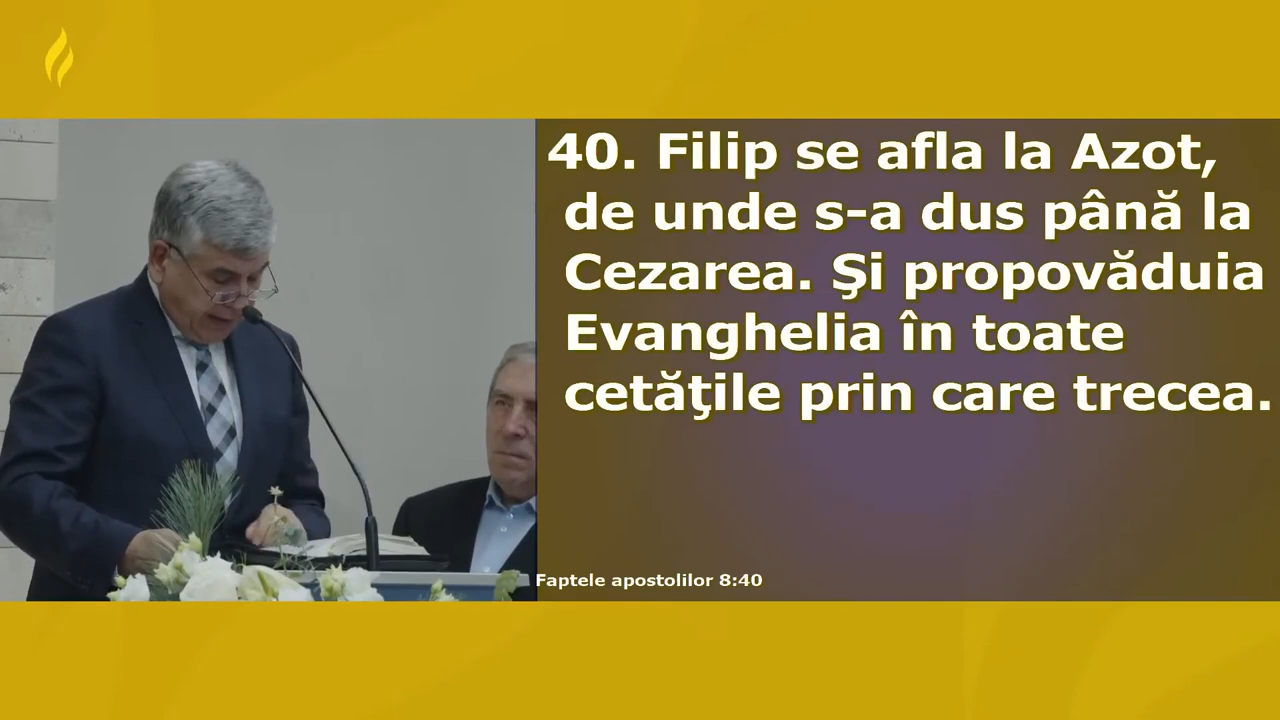 40. Filip se afla la Azot,
de unde s-a dus până la
Cezarea. Şi propovăduia
Evanghelia în toate
cetăţile prin care trecea.
Faptele apostolilor 8:40